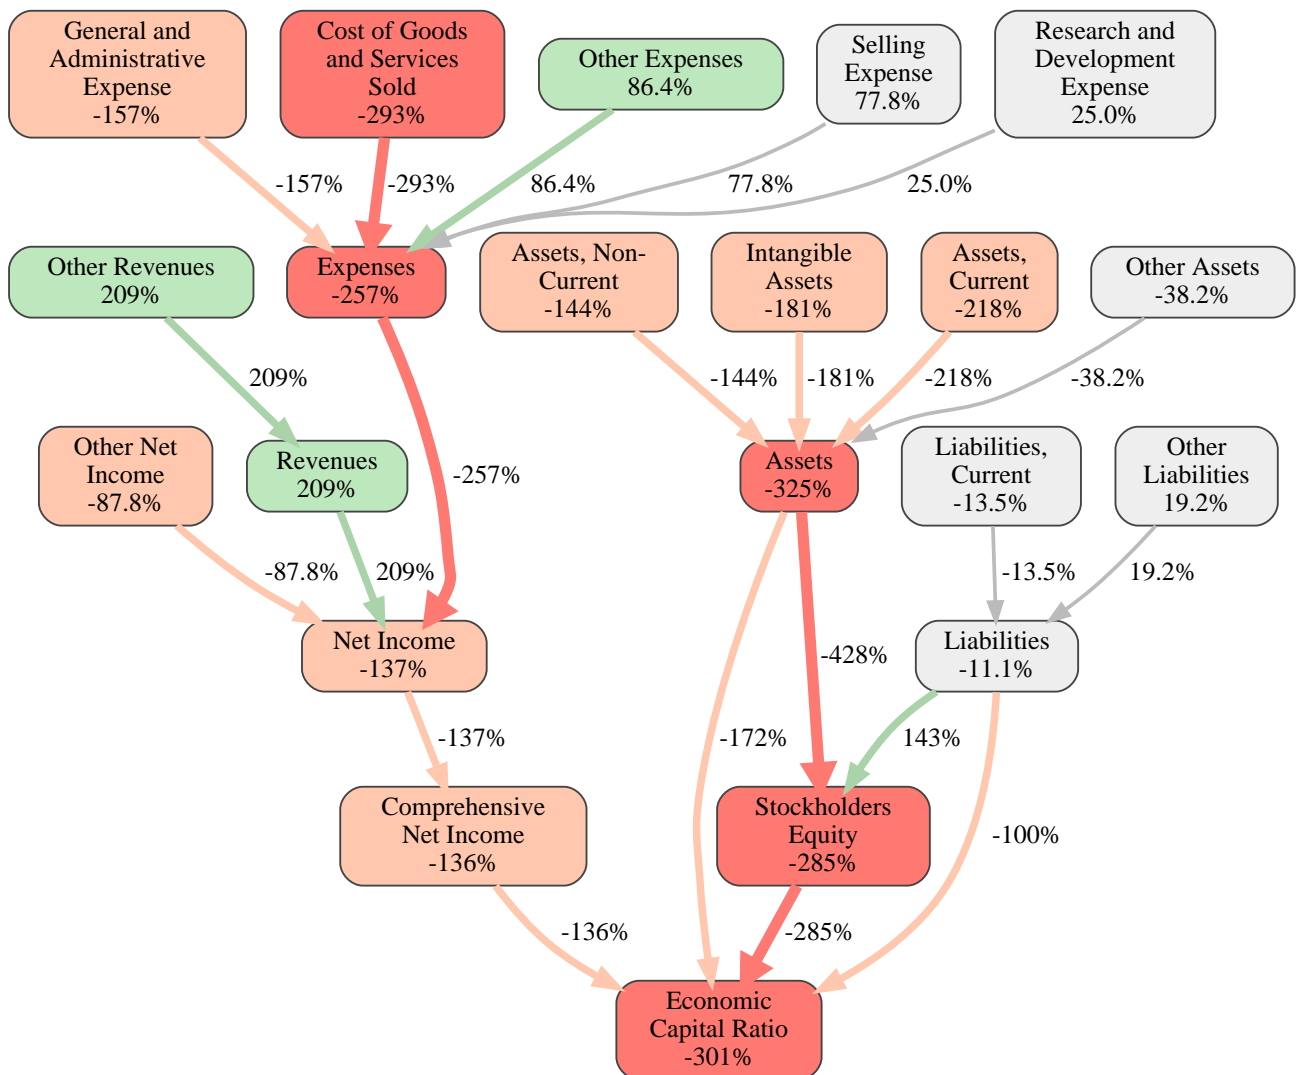 General and
Administrative
Expense
-157%
Cost of Goods
and Services
Sold
-293%
Other Expenses
86.4%
Selling
Expense
77.8%
Research and
Development
Expense
25.0%
-157%
-293%
86.4%
77.8%
25.0%
Other Revenues
209%
Expenses
-257%
Assets, Non-
Current
-144%
Intangible
Assets
-181%
Assets,
Current
-218%
Other Assets
-38.2%
209%
-144%
-181%
-218%
-38.2%
Other Net
Income
-87.8%
Revenues
209%
-257%
Assets
-325%
Liabilities,
Current
-13.5%
Other
Liabilities
19.2%
-87.8%
209%
-13.5%
19.2%
Net Income
-137%
-428%
Liabilities
-11.1%
-137%
-172%
143%
Comprehensive
Net Income
-136%
Stockholders
Equity
-285%
-100%
-136%
-285%
Economic
Capital Ratio
-301%